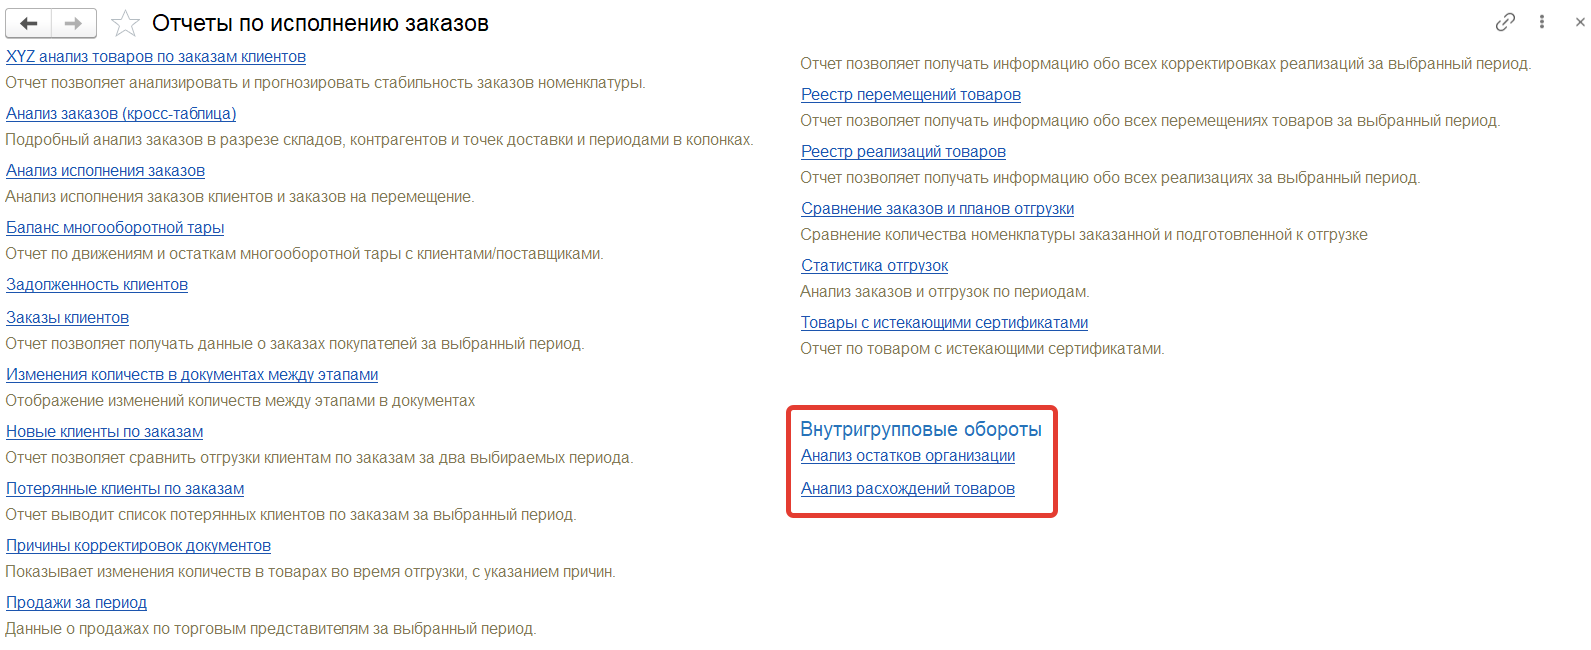 Отчеты по исполнению заказов
XYZ анализ товаров по заказам клиентов
Отчет позволяет анализировать и прогнозировать стабильность заказов номенклатуры.
Анализ заказов (кросс-таблица)
Подробный анализ заказов в разрезе складов, контрагентов и точек доставки и периодами в колонках.
Анализ исполнения заказов
Анализ исполнения заказов клиентов и заказов на перемещение.
Баланс многооборотной тары
Отчет по движениям и остаткам многооборотной тары с клиентами/поставщиками.
Задолженность клиентов
Заказы клиентов
Отчет позволяет получать данные о заказах покупателей за выбранный период.
Изменения количеств в документах между этапами
Отображение изменений количеств между этапами в документах
Новые клиенты по заказам
Отчет позволяет сравнить отгрузки клиентам по заказам за два выбираемых периода.
Потерянные клиенты по заказам
Отчет выводит список потерянных клиентов по заказам за выбранный период.
Причины корректировок документов
Показывает изменения количеств в товарах во время отгрузки, с указанием причин.
Продажи за период
Данные о продажах по торговым представителям за выбранный период.
Отчет позволяет получать информацию обо всех корректировках реализаций за выбранный период.
Реестр перемещений товаров
Отчет позволяет получать информацию обо всех перемещениях товаров за выбранный период.
Реестр реализаций товаров
Отчет позволяет получать информацию обо всех реализациях за выбранный период.
Сравнение заказов и планов отгрузки
Сравнение количества номенклатуры заказанной и подготовленной к отгрузке
Статистика отгрузок
Анализ заказов и отгрузок по периодам.
Товары с истекающими сертификатами
Отчет по товаром с истекающими сертификатами.
Внутригрупповые обороты
Анализ остатков организации
Анализ расхождений товаров